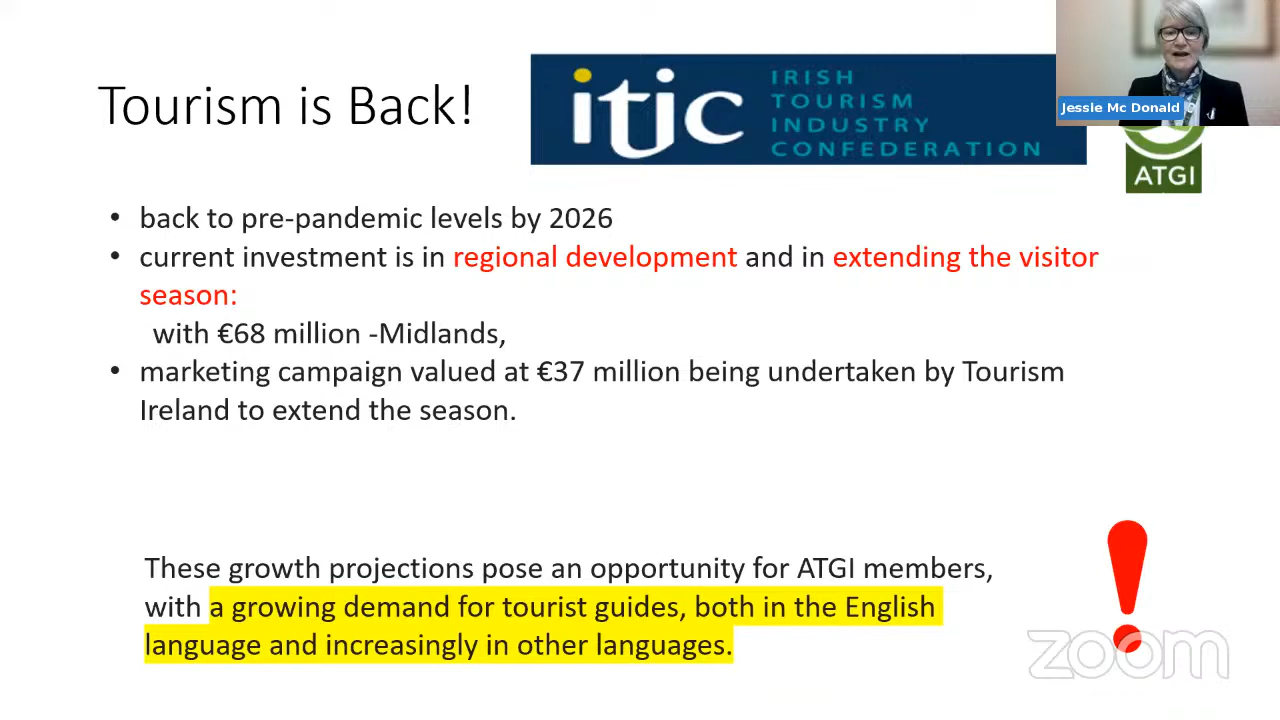 Tourism is Back!
itic
IRISH
TOURISM
INDUSTRY
CONFEDERATION
Jessie Mc Donald
ATGI
• back to pre-pandemic levels by 2026
• current investment is in regional development and in extending the visitor
season:
with €68 million -Midlands,
• marketing campaign valued at €37 million being undertaken by Tourism
Ireland to extend the season.
These growth projections pose an opportunity for ATGI members,
with a growing demand for tourist guides, both in the English
language and increasingly in other languages.
!
zoom